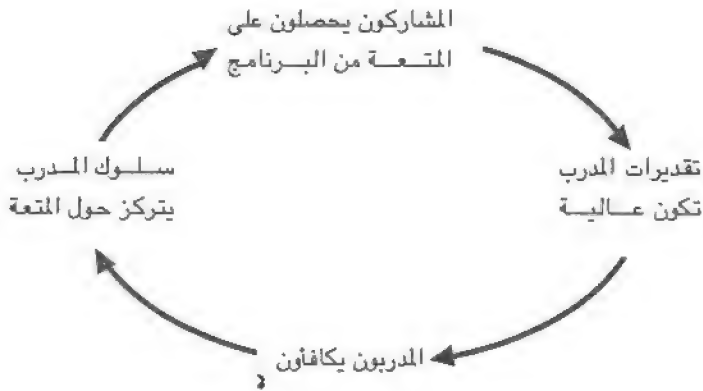 المشاركون يحصلون على
المتعة من البرنامج
تقديرات المدرب
تكون عالية
المدربون يكافأون
سلوك المدرب
يتركز حول المتعة